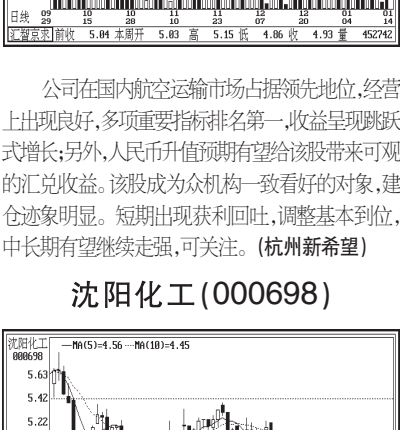 日线 09 10 10 11 11 12 12 01 01
29 15 28 10 23 07 20 04 14
汇智京求 前收 5.04 本周开 5.03 高 5.15 低 4.86 收 4.93 量 452742
公司在国内航空运输市场占据领先地位,经营
上出现良好,多项重要指标排名第一,收益呈现跳跃
式增长;另外,人民币升值预期有望给该股带来可观
的汇兑收益。该股成为众机构一致看好的对象,建
仓迹象明显。短期出现获利回吐,调整基本到位,
中长期有望继续走强,可关注。(杭州新希望)
沈阳化工(000698)
沈阳化工 —MA(5)=4.56 ···MA(10)=4.45
000698
5.63
5.42
5.22